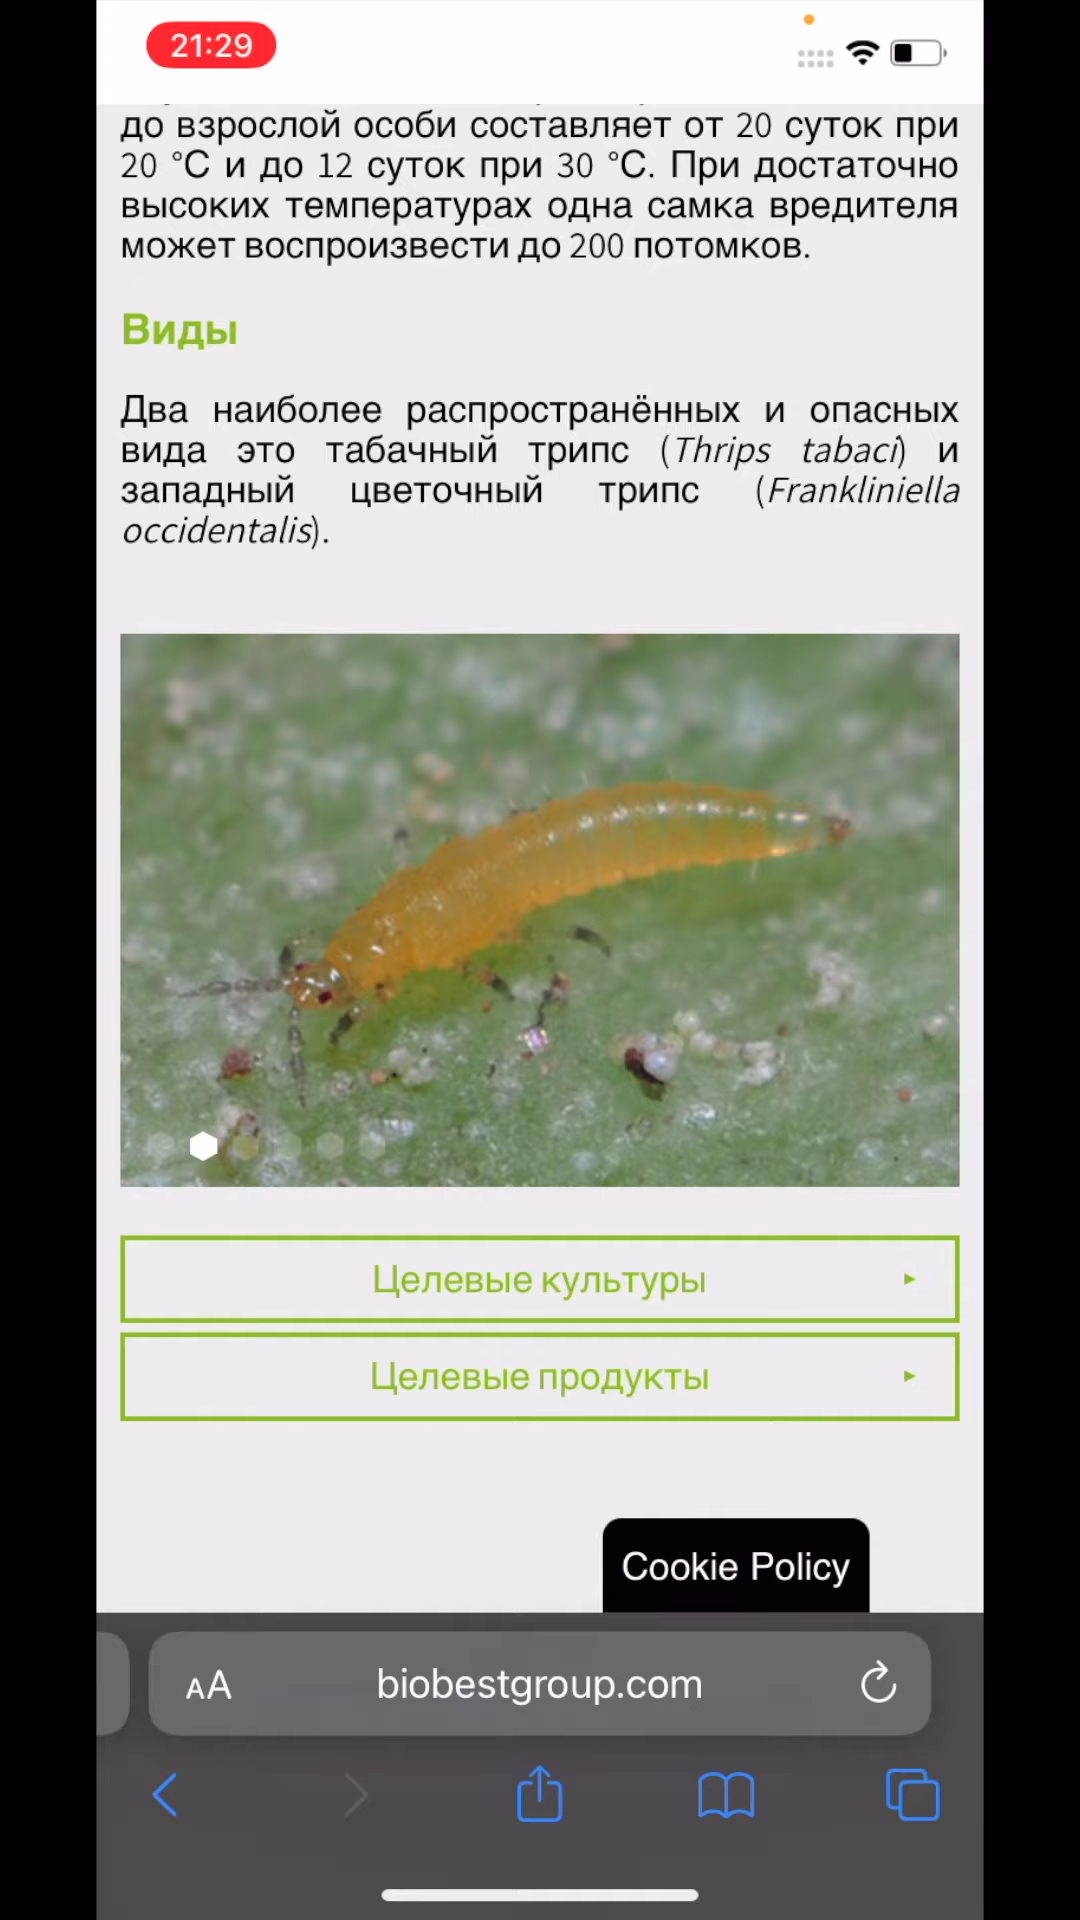 21:29
до взрослой особи составляет от 20 суток при
20 °C и до 12 суток при 30 °C. При достаточно
высоких температурах одна самка вредителя
может воспроизвести до 200 потомков.
Виды
Два наиболее распространённых и опасных
вида это табачный трипс (Thrips tabaci) и
западный цветочный трипс (Frankliniella
occidentalis).
Целевые культуры
Целевые продукты
Cookie Policy
AA
biobestgroup.com